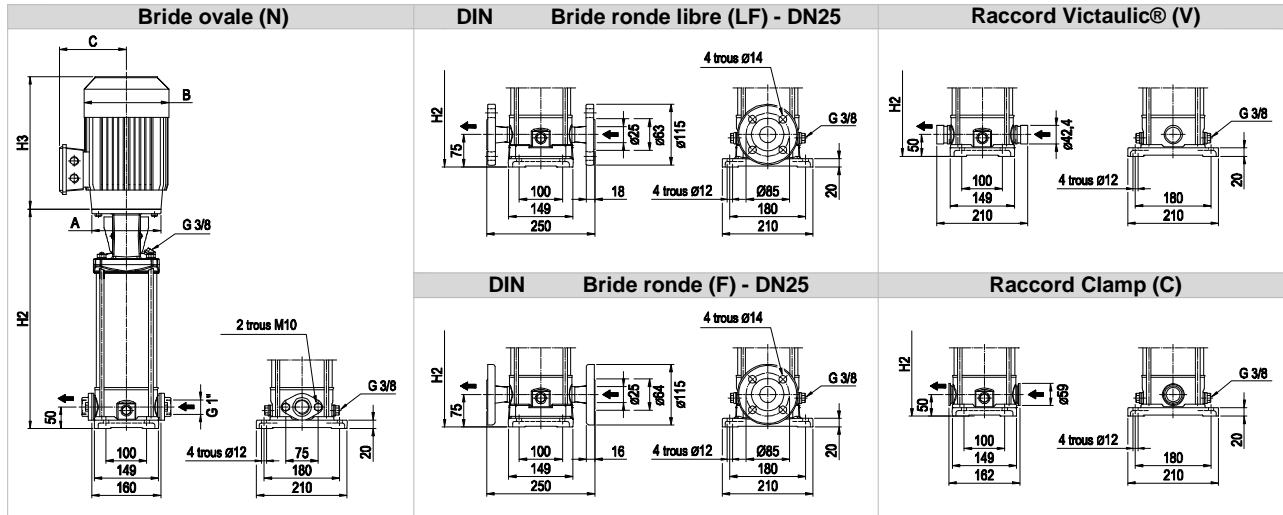 Bride ovale (N)
C
B
H3
A
G 3/8
H2
2 trous M10
G 3/8
50
G 1"
20
100
149
160
4 trous Ø12
75
180
210
DIN Bride ronde libre (LF) - DN25
4 trous Ø14
H2
75
Ø25
Ø63
Ø115
G 3/8
100
18
149
250
4 trous Ø12
Ø85
20
180
210
DIN Bride ronde (F) - DN25
4 trous Ø14
H2
75
Ø25
Ø64
Ø115
G 3/8
100
16
149
250
4 trous Ø12
Ø85
20
180
210
Raccord Victaulic® (V)
H2
50
Ø42,4
G 3/8
100
149
210
4 trous Ø12
20
180
210
Raccord Clamp (C)
H2
50
Ø59
G 3/8
100
149
162
4 trous Ø12
20
180
210